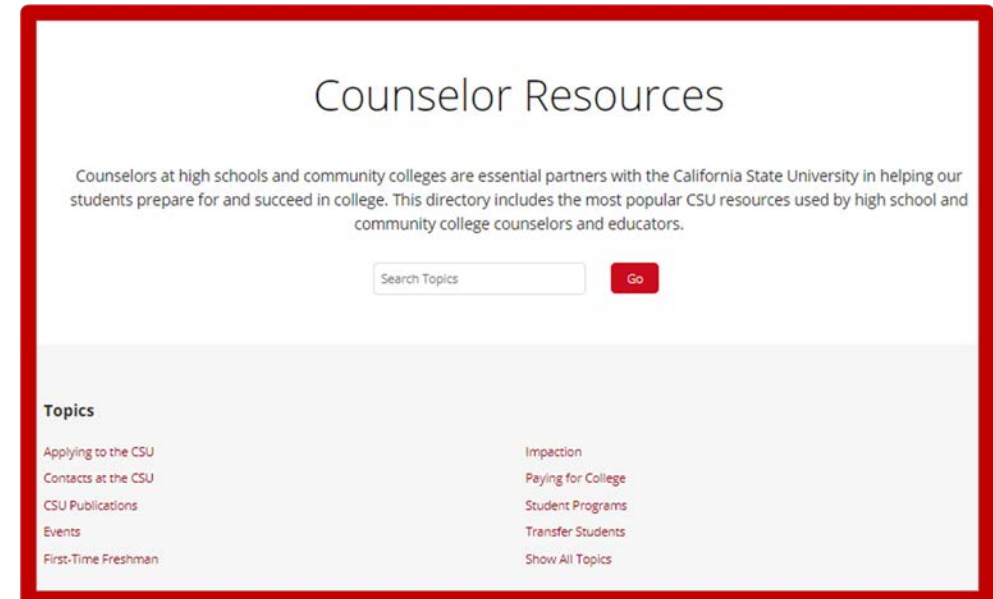 Counselor Resources
Counselors at high schools and community colleges are essential partners with the California State University in helping our
students prepare for and succeed in college. This directory includes the most popular CSU resources used by high school and
community college counselors and educators.
Search Topics
Go
Topics
Applying to the CSU
Contacts at the CSU
CSU Publications
Events
First-Time Freshman
Impaction
Paying for College
Student Programs
Transfer Students
Show All Topics